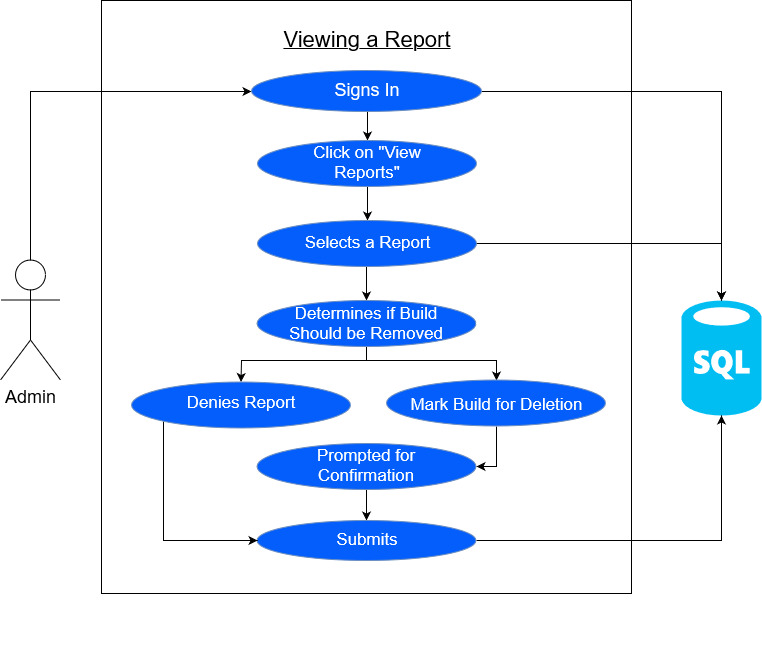 Viewing a Report
Signs In
Click on "View
Reports"
Selects a Report
Determines if Build
Should be Removed
Denies Report
Mark Build for Deletion
Prompted for
Confirmation
Submits
Admin
SQL